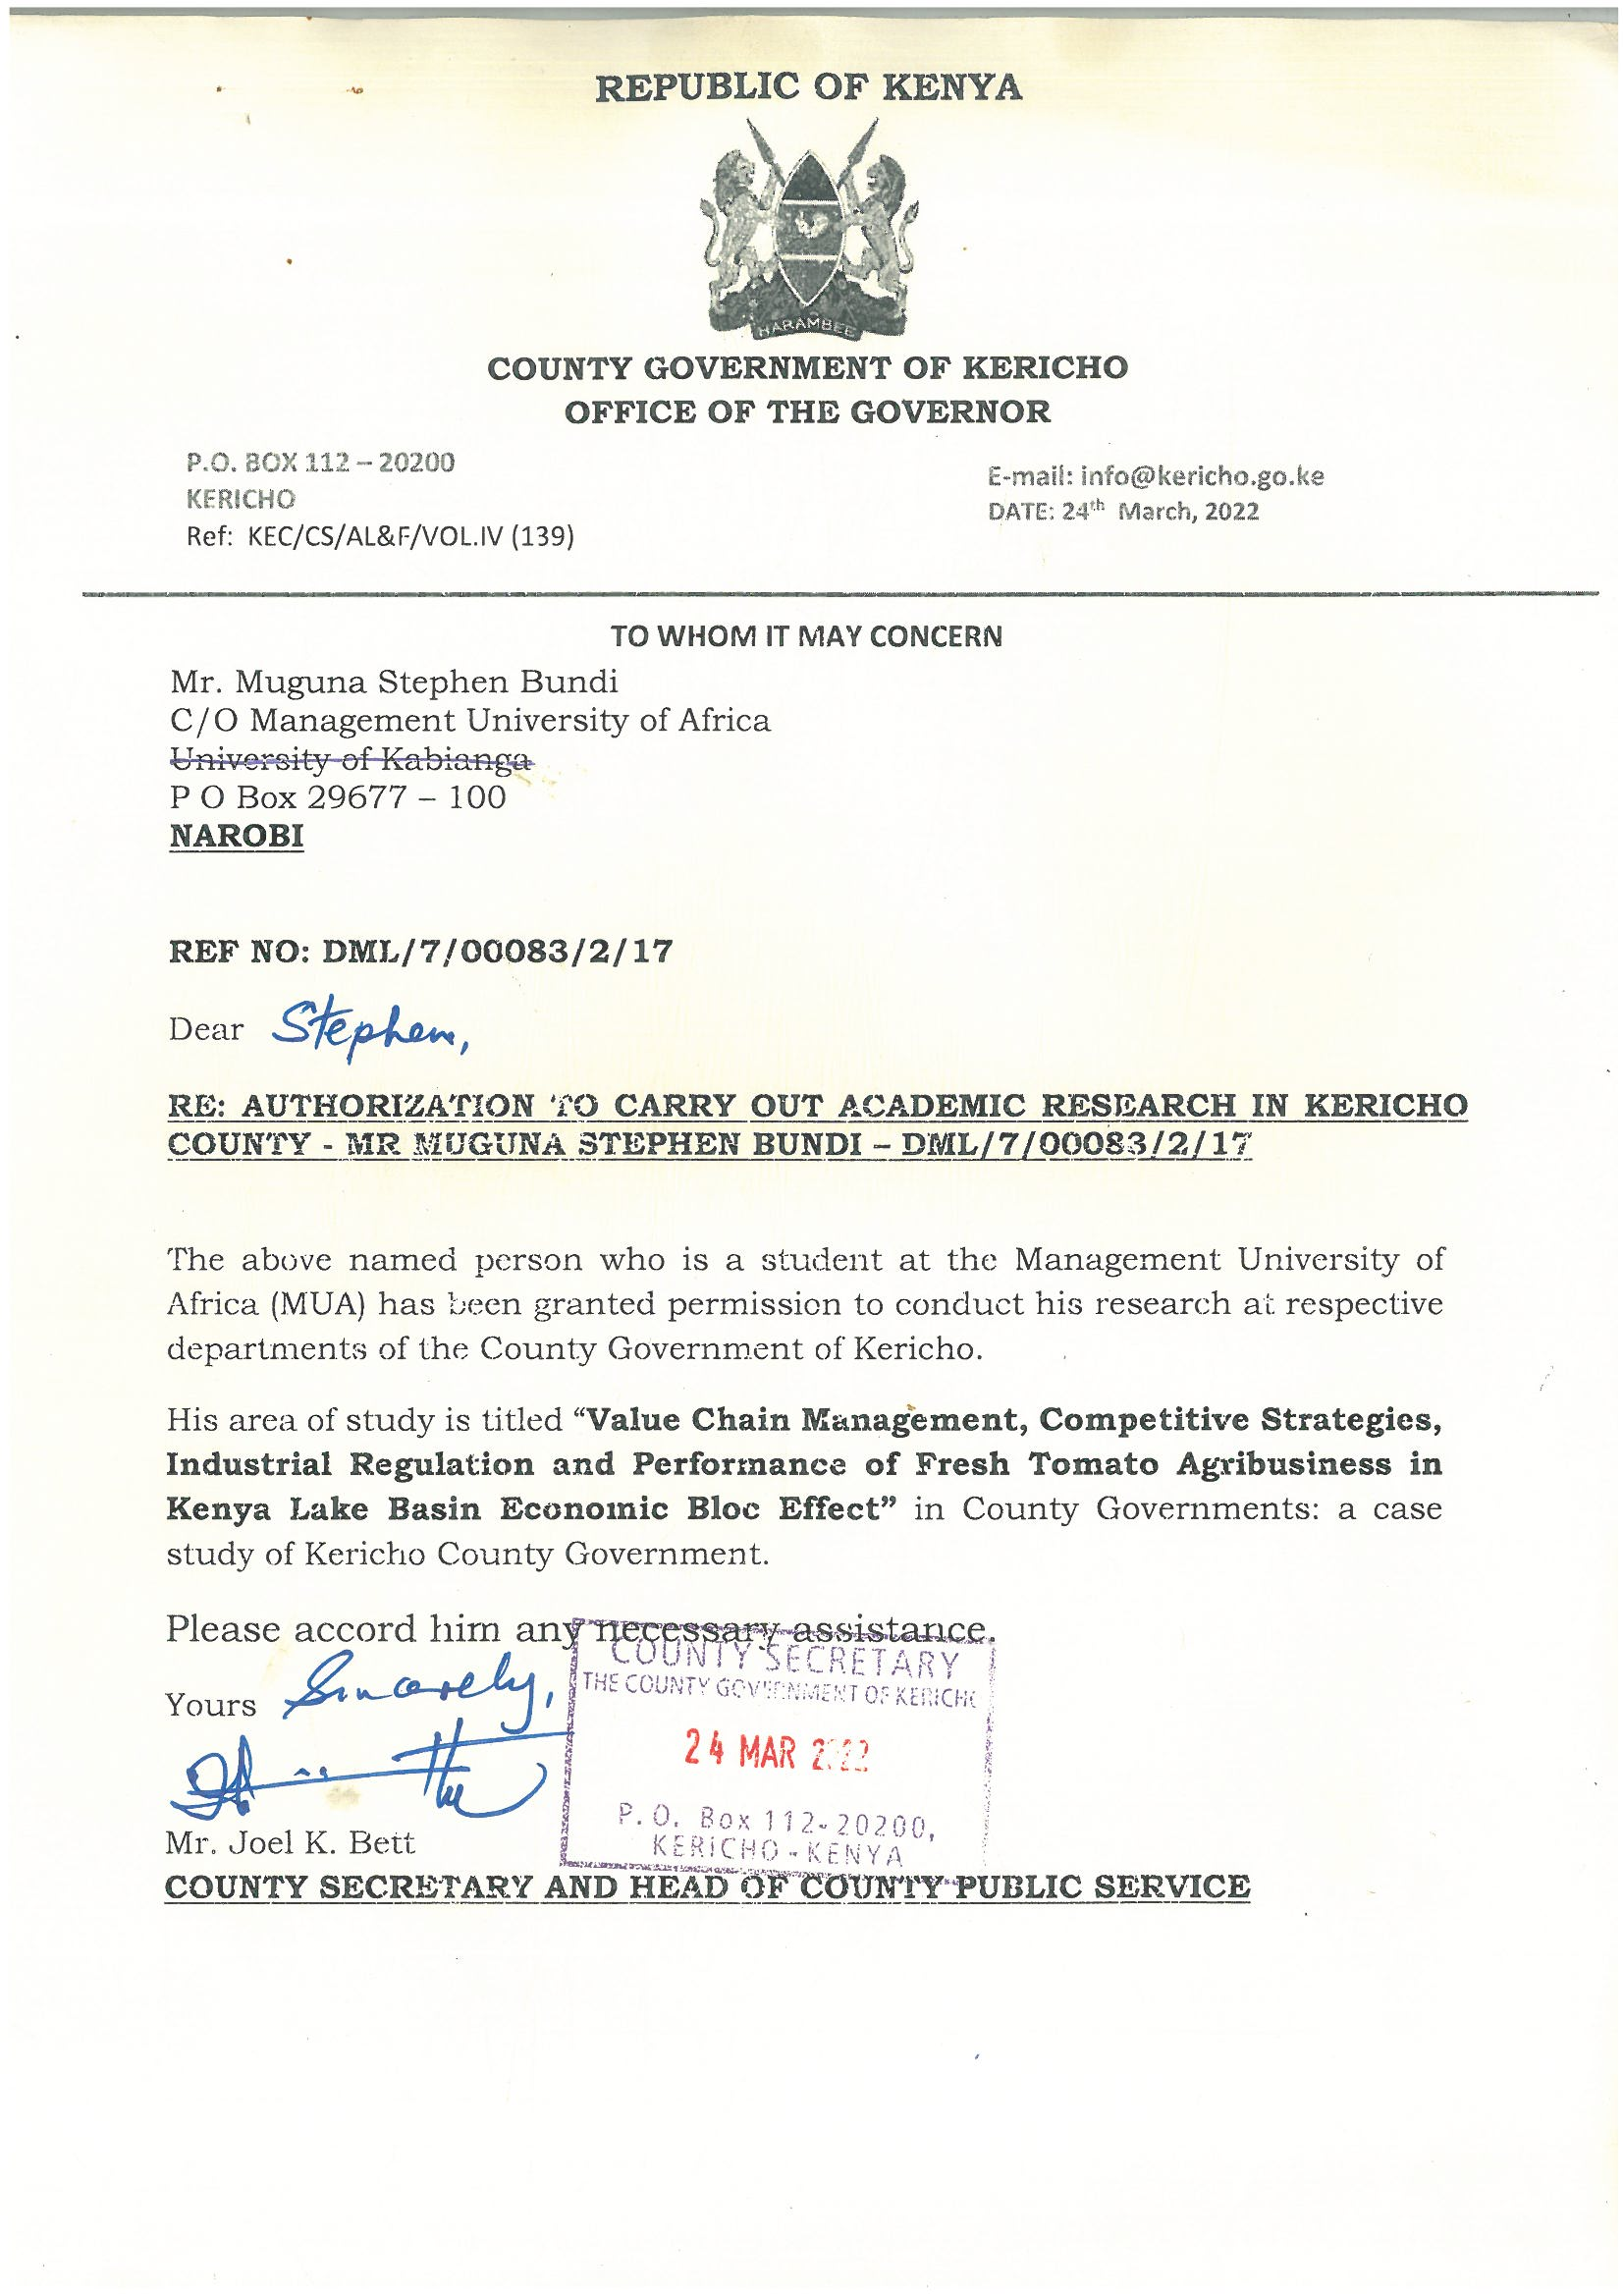 REPUBLIC OF KENYA
HARAMBEE
COUNTY GOVERNMENT OF KERICHO
OFFICE OF THE GOVERNOR
P.O. BOX 112 – 20200
KERICHO
Ref: KEC/CS/AL&F/VOL.IV (139)
E-mail: info@kericho.go.ke
DATE: 24th March, 2022
TO WHOM IT MAY CONCERN
Mr. Muguna Stephen Bundi
C/O Management University of Africa
University of Kabianga
P O Box 29677 – 100
NAROBI
REF NO: DML/7/00083/2/17
Dear Stephen,
RE: AUTHORIZATION TO CARRY OUT ACADEMIC RESEARCH IN KERICHO
COUNTY - MR MUGUNA STEPHEN BUNDI – DML/7/00083/2/17
The above named person who is a student at the Management University of
Africa (MUA) has been granted permission to conduct his research at respective
departments of the County Government of Kericho.
His area of study is titled “Value Chain Management, Competitive Strategies,
Industrial Regulation and Performance of Fresh Tomato Agribusiness in
Kenya Lake Basin Economic Bloc Effect” in County Governments: a case
study of Kericho County Government.
Please accord him any necessary assistance.
Yours Sincerely,
COUNTY SECRETARY
THE COUNTY GOVERNMENT OF KERICHO
24 MAR 2022
P.O. Box 112-20200,
KERICHO - KENYA
Mr. Joel K. Bett
COUNTY SECRETARY AND HEAD OF COUNTY PUBLIC SERVICE